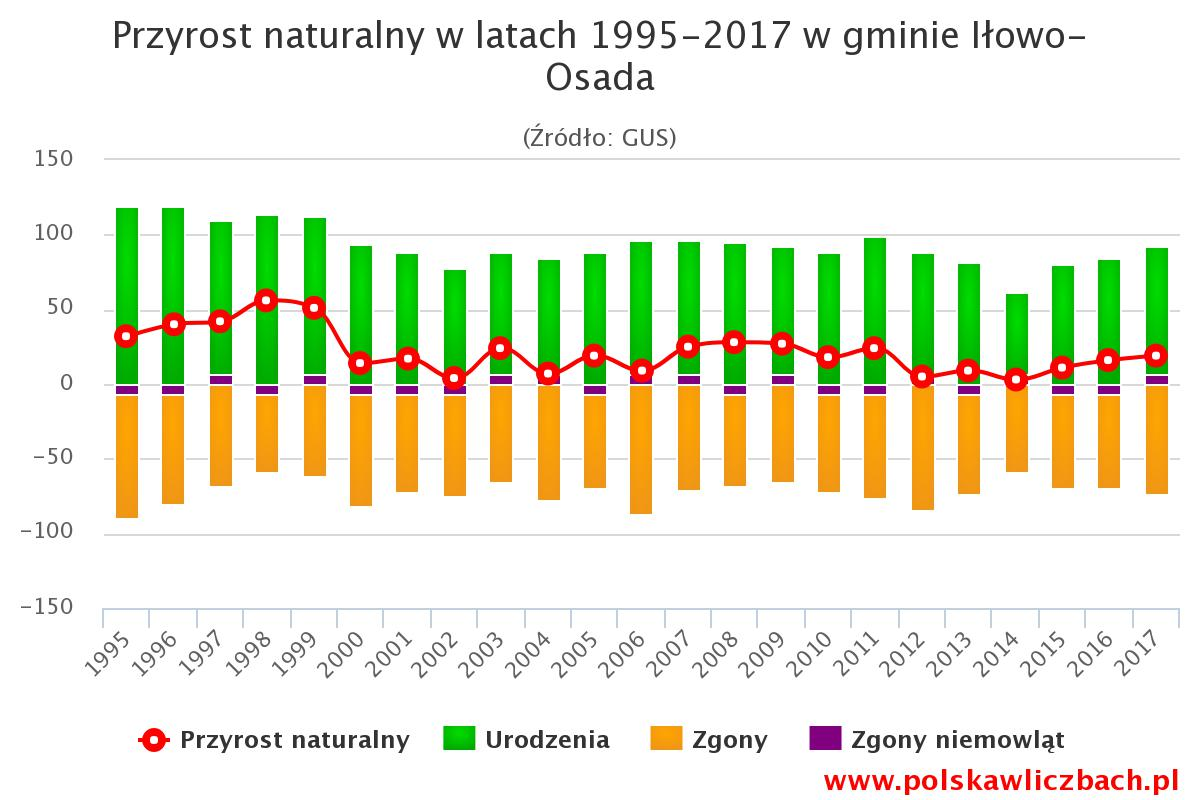 Przyrost naturalny w latach 1995-2017 w gminie Iłowo-
Osada
(Źródło: GUS)
150
100
50
0
-50
-100
-150
1995 1996 1997 1998 1999 2000 2001 2002 2003 2004 2005 2006 2007 2008 2009 2010 2011 2012 2013 2014 2015 2016 2017
Przyrost naturalny Urodzenia Zgony Zgony niemowląt
www.polskawliczbach.pl